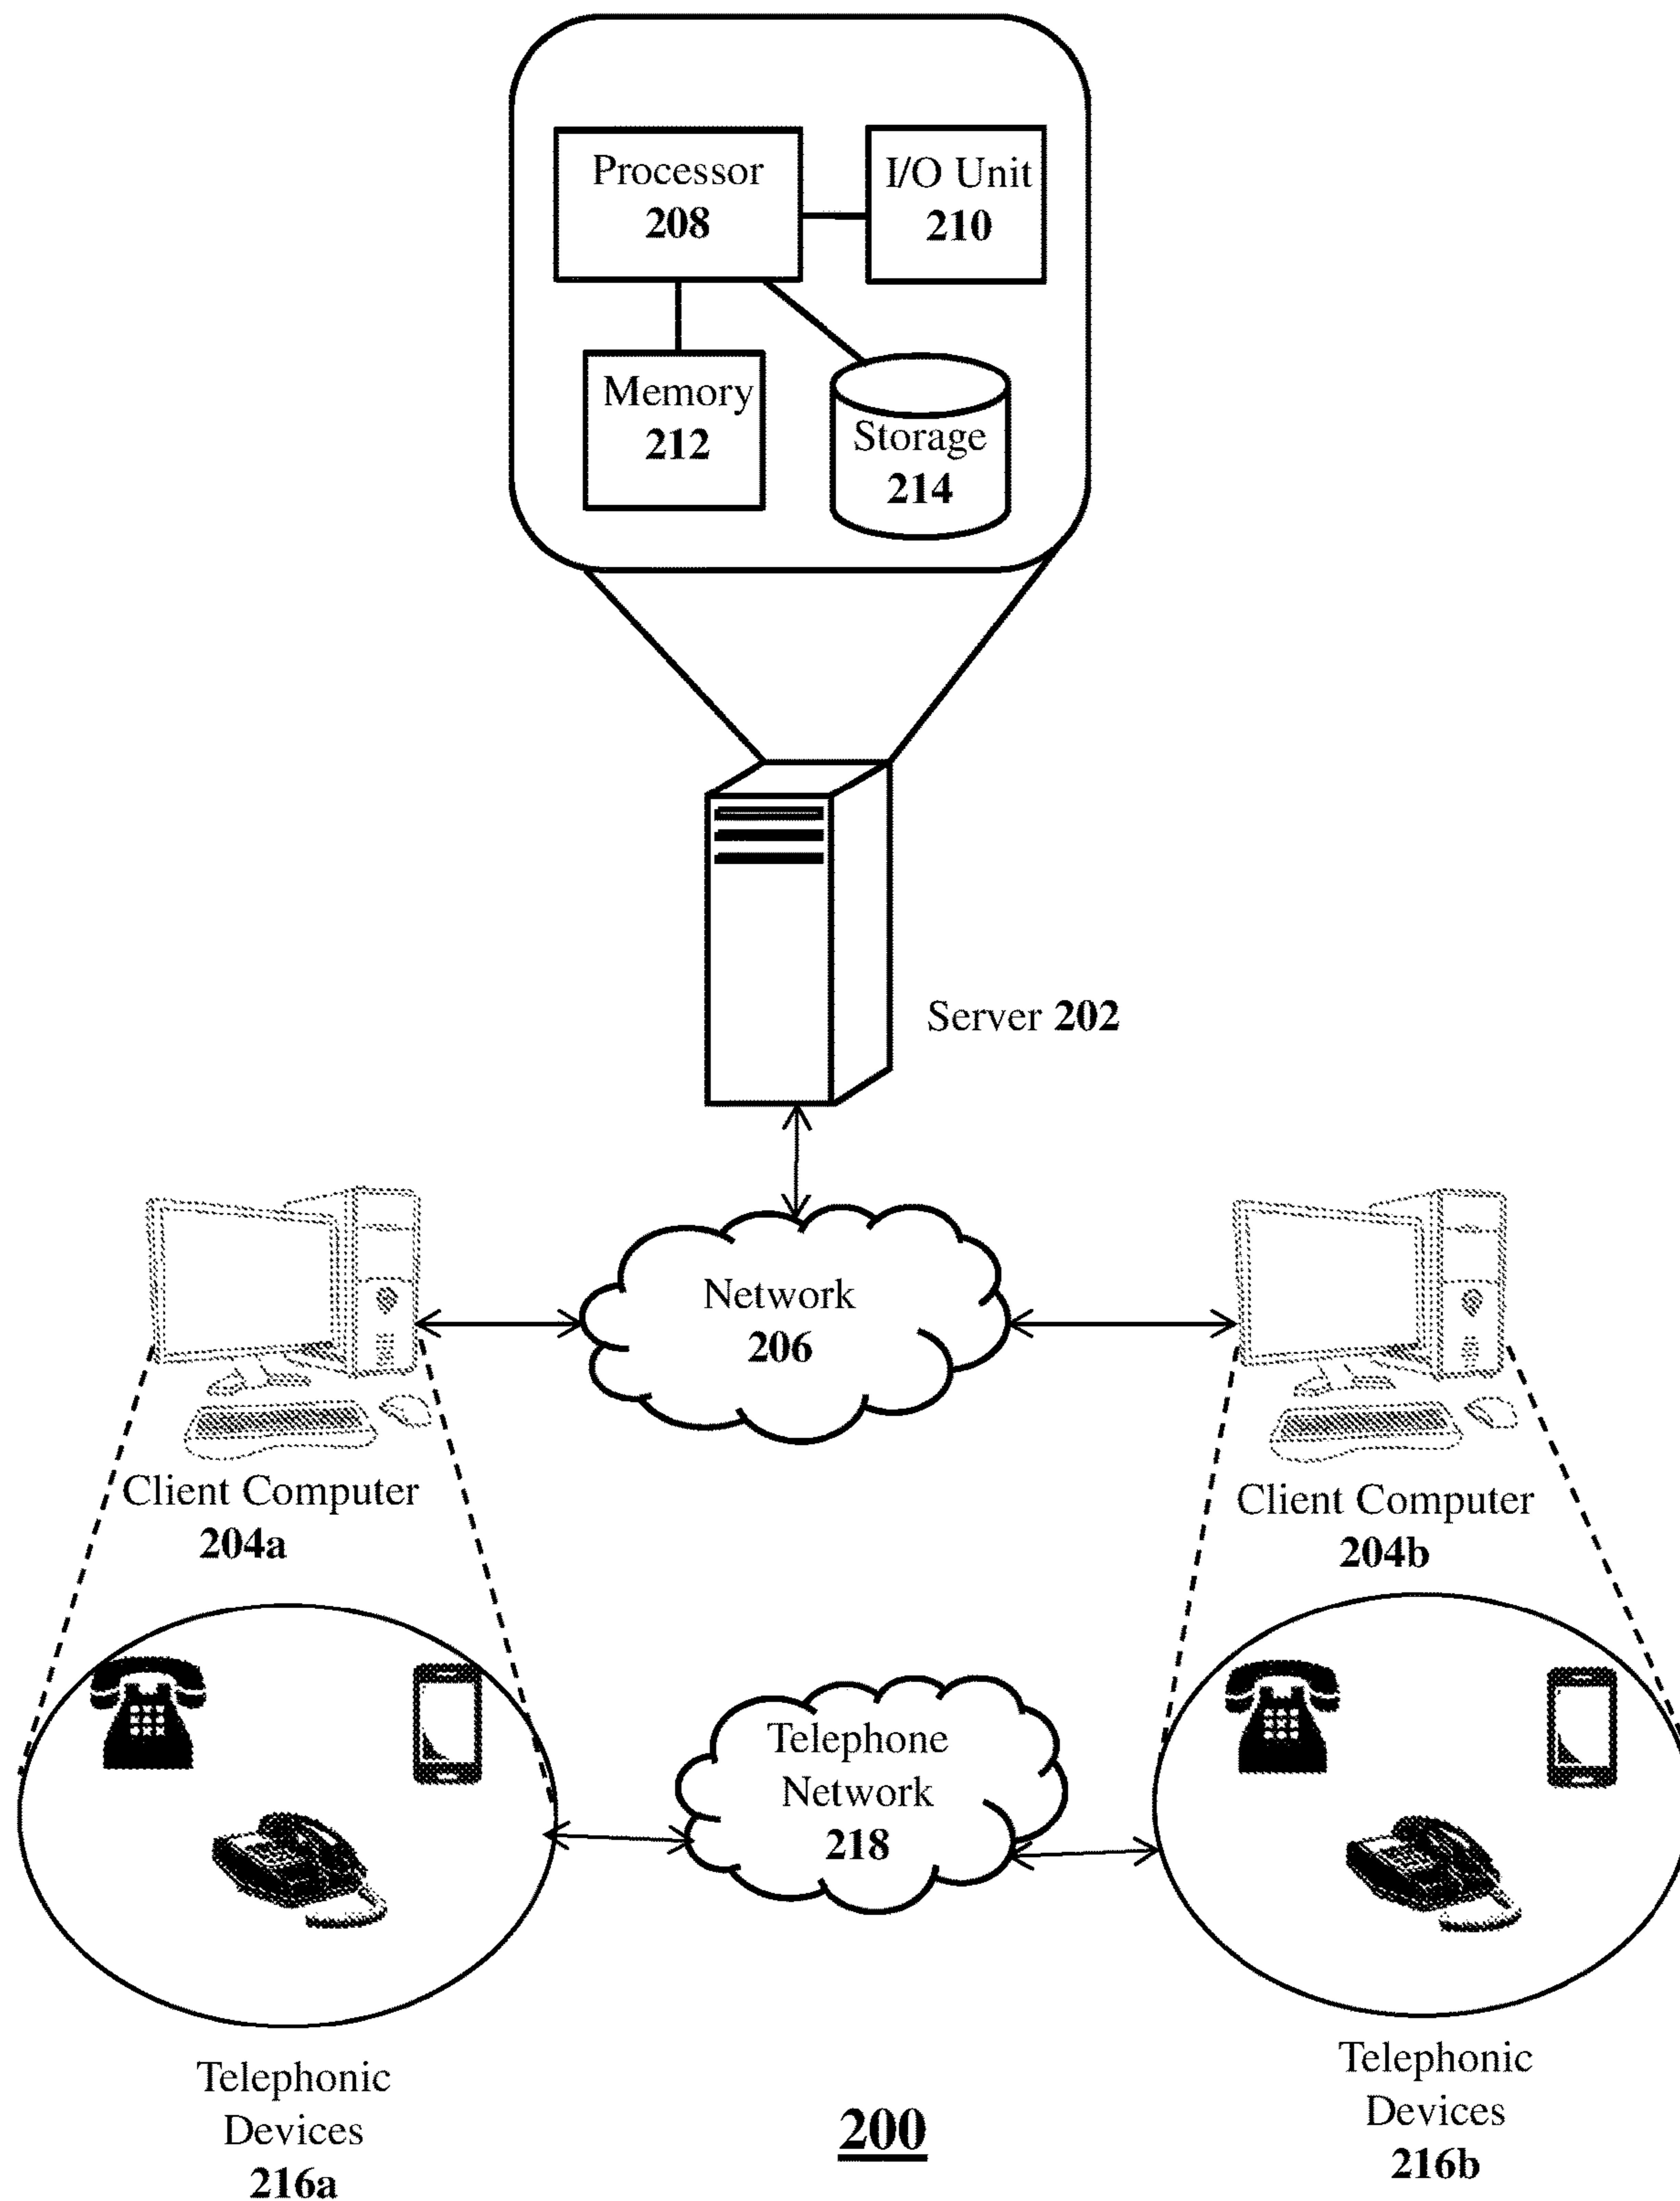 Processor
208
I/O Unit
210
Memory
212
Storage
214
Server 202
Network
206
Client Computer
204a
Client Computer
204b
Telephone
Network
218
Telephonic
Devices
216a
200
Telephonic
Devices
216b